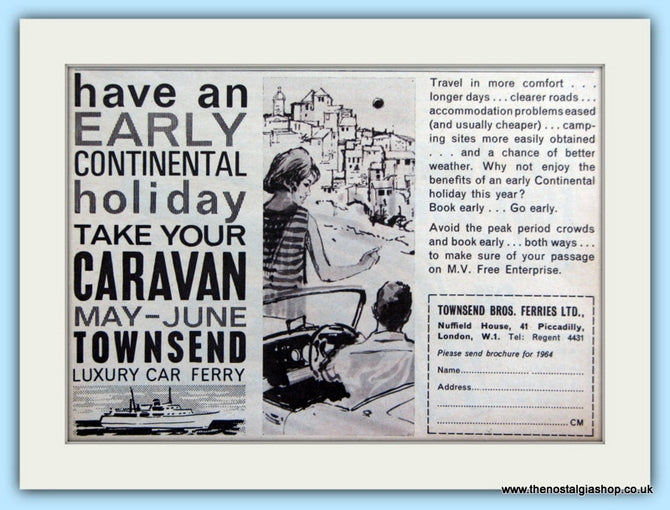 have an
EARLY
CONTINENTAL
holiday
TAKE YOUR
CARAVAN
MAY–JUNE
TOWNSEND
LUXURY CAR FERRY
Travel in more comfort . . .
longer days . . . clearer roads . . .
accommodation problems eased
(and usually cheaper) . . . camp-
ing sites more easily obtained
. . . and a chance of better
weather. Why not enjoy the
benefits of an early Continental
holiday this year?
Book early . . . Go early.
Avoid the peak period crowds
and book early . . . both ways . . .
to make sure of your passage
on M.V. Free Enterprise.
TOWNSEND BROS. FERRIES LTD.,
Nuffield House, 41 Piccadilly,
London, W.1. Tel: Regent 4431
Please send brochure for 1964
Name
Address
CM
www.thenostalgiashop.co.uk